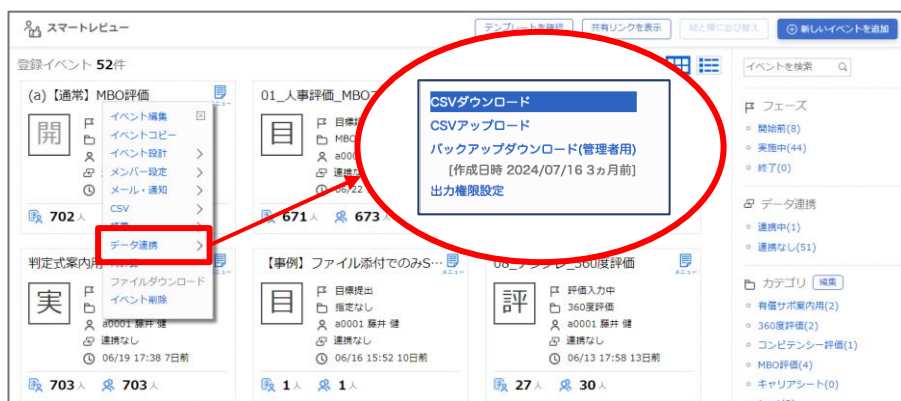 スマートレビュー
テンプレートを確認
共有リンクを表示
縦と横に並び替え
新しいイベントを追加
登録イベント 52件
(a)【通常】MBO評価
メニュー
開
イベント編集
イベントコピー
イベント設計
メンバー設定
メール・通知
CSV
データ連携
ファイルダウンロード
イベント削除
702人
01_人事評価_MBO
目
目標
MBO
a000
連携な
06/22
671人 673人
CSVダウンロード
CSVアップロード
バックアップダウンロード(管理者用)
[作成日時 2024/07/16 3ヵ月前]
出力権限設定
判定式案内用
メニュー
実
a0001 藤井 健
連携なし
06/19 17:38 7日前
703人 703人
【事例】ファイル添付でのみS…
メニュー
目
目標提出
指定なし
a0001 藤井 健
連携なし
06/16 15:52 10日前
1人 1人
360度評価
メニュー
評
評価入力中
360度評価
a0001 藤井 健
連携なし
06/13 17:58 13日前
27人 30人
イベントを検索
フェーズ
開始前(8)
実施中(44)
終了(0)
データ連携
連携中(1)
連携なし(51)
カテゴリ 編集
有償サポ案内用(2)
360度評価(2)
コンピテンシー評価(1)
MBO評価(4)
キャリアシート(0)